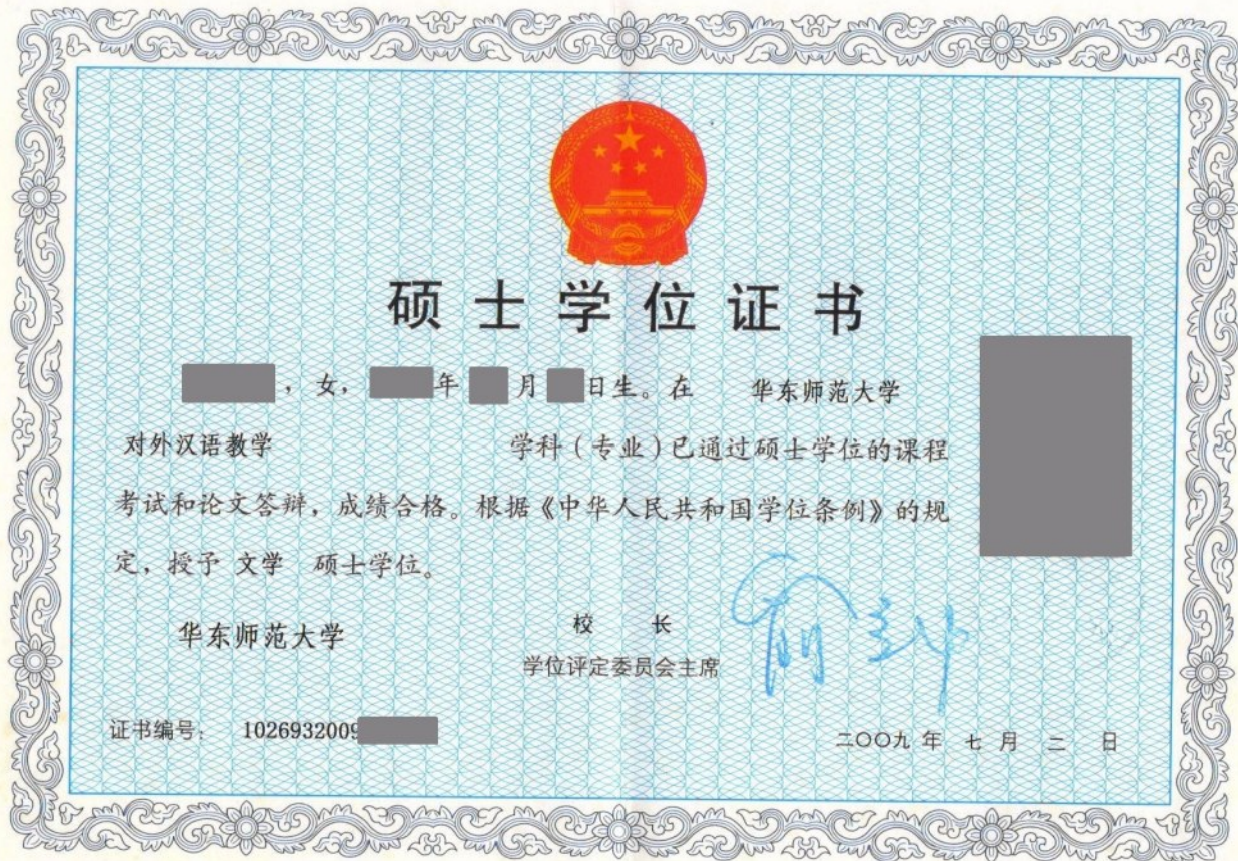 硕士学位证书
，女，年月日生。在 华东师范大学
对外汉语教学 学科（专业）已通过硕士学位的课程
考试和论文答辩，成绩合格。根据《中华人民共和国学位条例》的规
定，授予 文学 硕士学位。
华东师范大学
校 长
学位评定委员会主席
俞立中
证书编号： 1026932009
二〇〇九 年 七 月 二 日